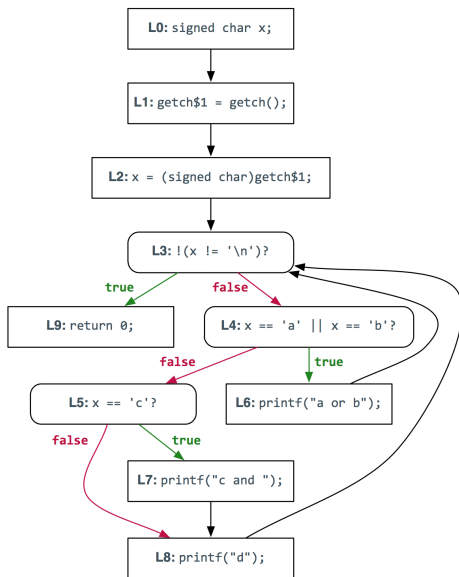 L0: signed char x;
L1: getch$1 = getch();
L2: x = (signed char)getch$1;
L3: !(x != '\n')?
true
false
L9: return 0;
L4: x == 'a' || x == 'b'?
false
true
L5: x == 'c'?
L6: printf("a or b");
false
true
L7: printf("c and ");
L8: printf("d");